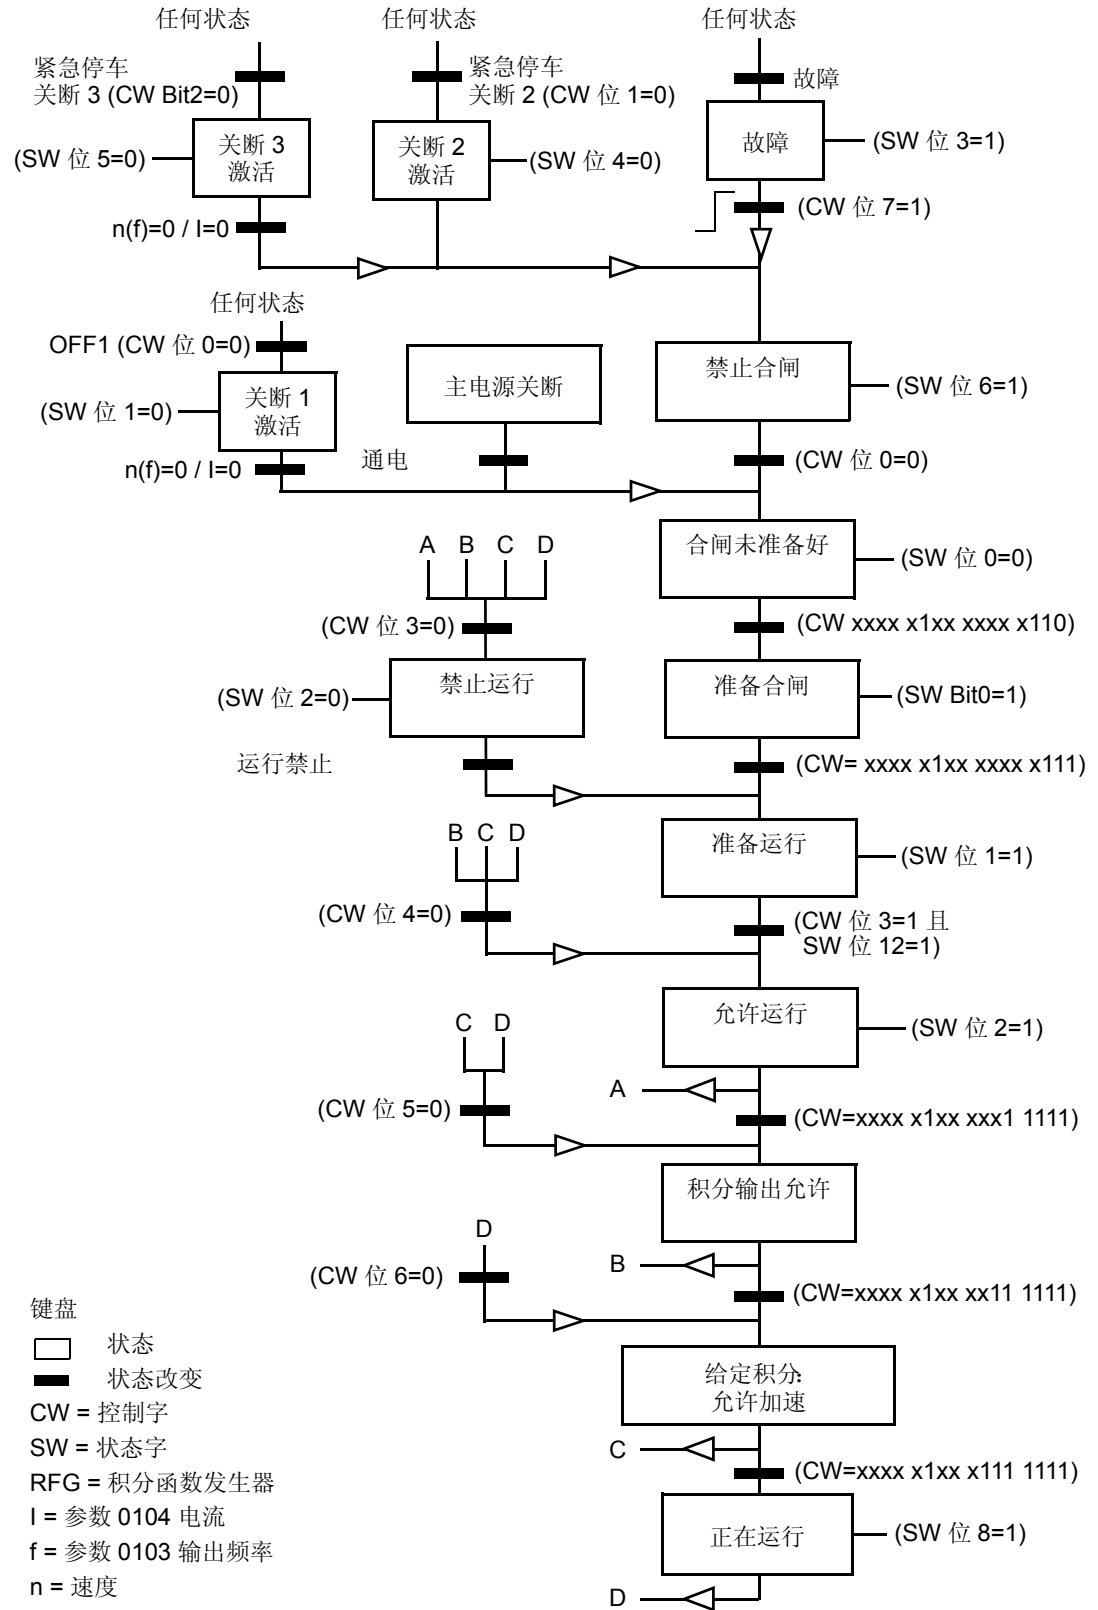 任何状态
任何状态
任何状态
紧急停车
关断 3 (CW Bit2=0)
紧急停车
关断 2 (CW 位 1=0)
故障
关断 3
激活
(SW 位 5=0)
关断 2
激活
(SW 位 4=0)
故障
(SW 位 3=1)
(CW 位 7=1)
n(f)=0 / I=0
任何状态
OFF1 (CW 位 0=0)
关断 1
激活
(SW 位 1=0)
主电源关断
禁止合闸
(SW 位 6=1)
n(f)=0 / I=0
通电
(CW 位 0=0)
合闸未准备好
(SW 位 0=0)
A B C D
(CW 位 3=0)
(CW xxxx x1xx xxxx x110)
禁止运行
(SW 位 2=0)
准备合闸
(SW Bit0=1)
运行禁止
(CW= xxxx x1xx xxxx x111)
B C D
准备运行
(SW 位 1=1)
(CW 位 4=0)
(CW 位 3=1 且
SW 位 12=1)
允许运行
(SW 位 2=1)
C D
A
(CW 位 5=0)
(CW=xxxx x1xx xxx1 1111)
积分输出允许
D
B
(CW 位 6=0)
(CW=xxxx x1xx xx11 1111)
给定积分:
允许加速
C
(CW=xxxx x1xx x111 1111)
正在运行
(SW 位 8=1)
D
键盘
状态
状态改变
CW = 控制字
SW = 状态字
RFG = 积分函数发生器
I = 参数 0104 电流
f = 参数 0103 输出频率
n = 速度